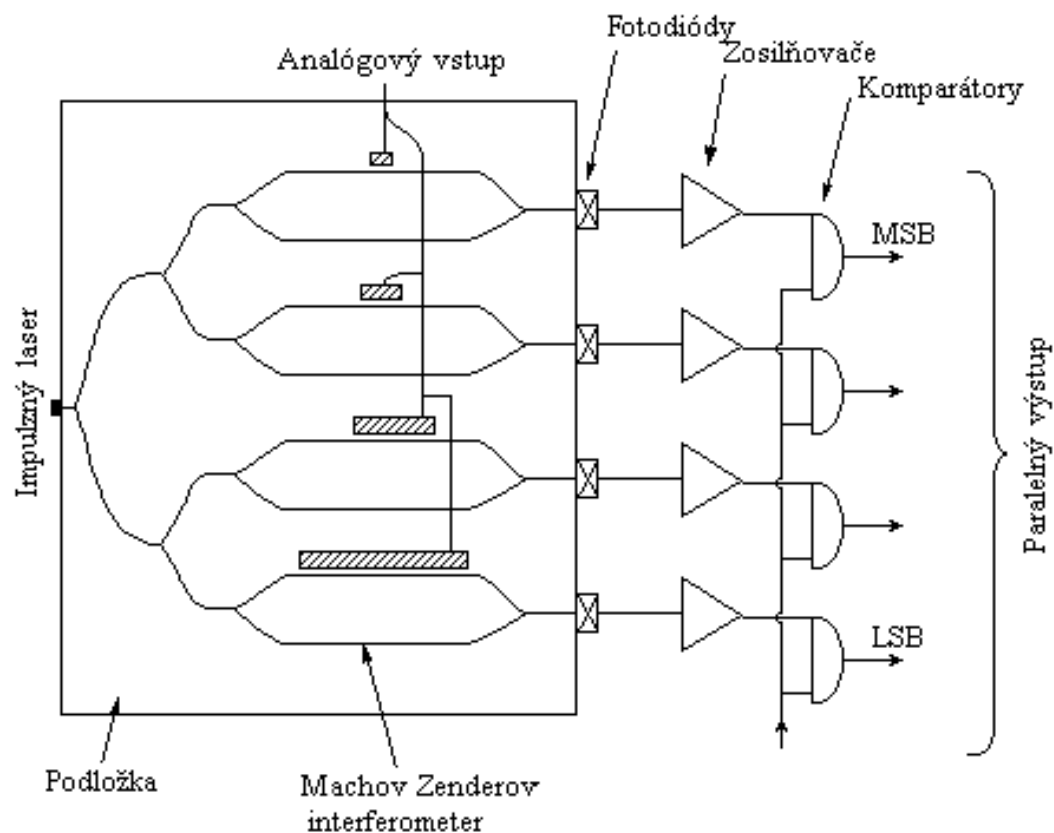 Fotodiódy
Zosilňovače
Analógový vstup
Komparátory
MSB
Impulzný laser
Paralelný výstup
LSB
Podložka
Machov Zenderov
interferometer